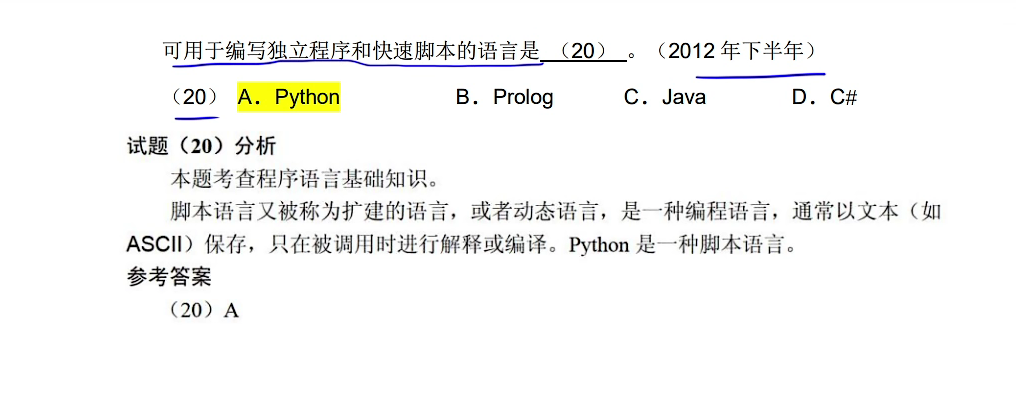 可用于编写独立程序和快速脚本的语言是 （20） 。（2012 年下半年）
（20） A．Python B．Prolog C．Java D．C#
试题（20）分析
本题考查程序语言基础知识。
脚本语言又被称为扩建的语言，或者动态语言，是一种编程语言，通常以文本（如
ASCII）保存，只在被调用时进行解释或编译。Python 是一种脚本语言。
参考答案
（20）A